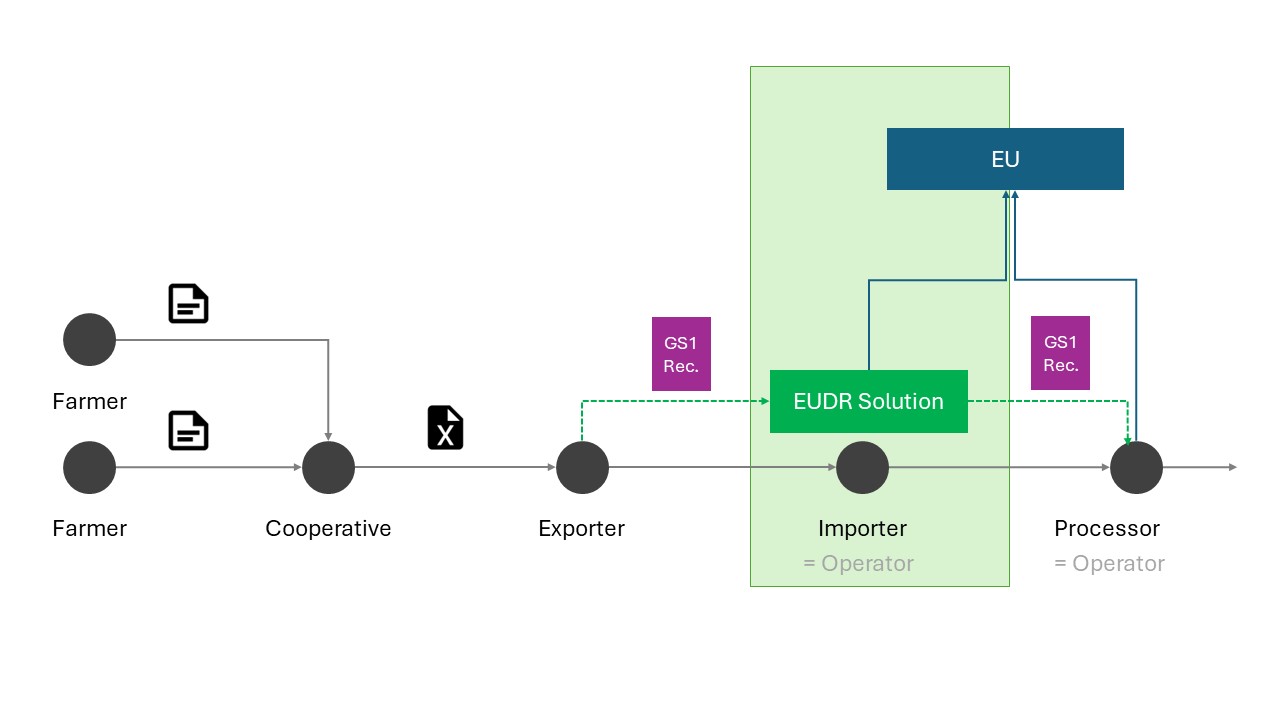 EU
GS1
Rec.
GS1
Rec.
EUDR Solution
Farmer
X
Farmer
Cooperative
Exporter
Importer
Processor
= Operator
= Operator